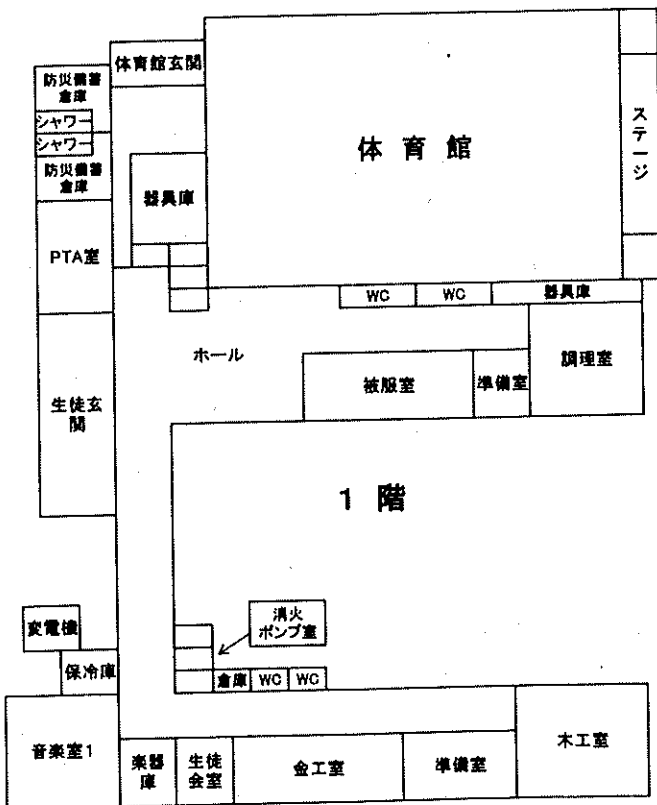 体育館玄関
防災備蓄
倉庫
シャワー
シャワー
防災備蓄
倉庫
器具庫
体育館
ステージ
PTA室
WC
WC
器具庫
ホール
被服室
準備室
調理室
生徒玄
関
1階
消火
ポンプ室
変電機
保冷庫
倉庫
WC
WC
音楽室1
楽器
庫
生徒
会室
金工室
準備室
木工室